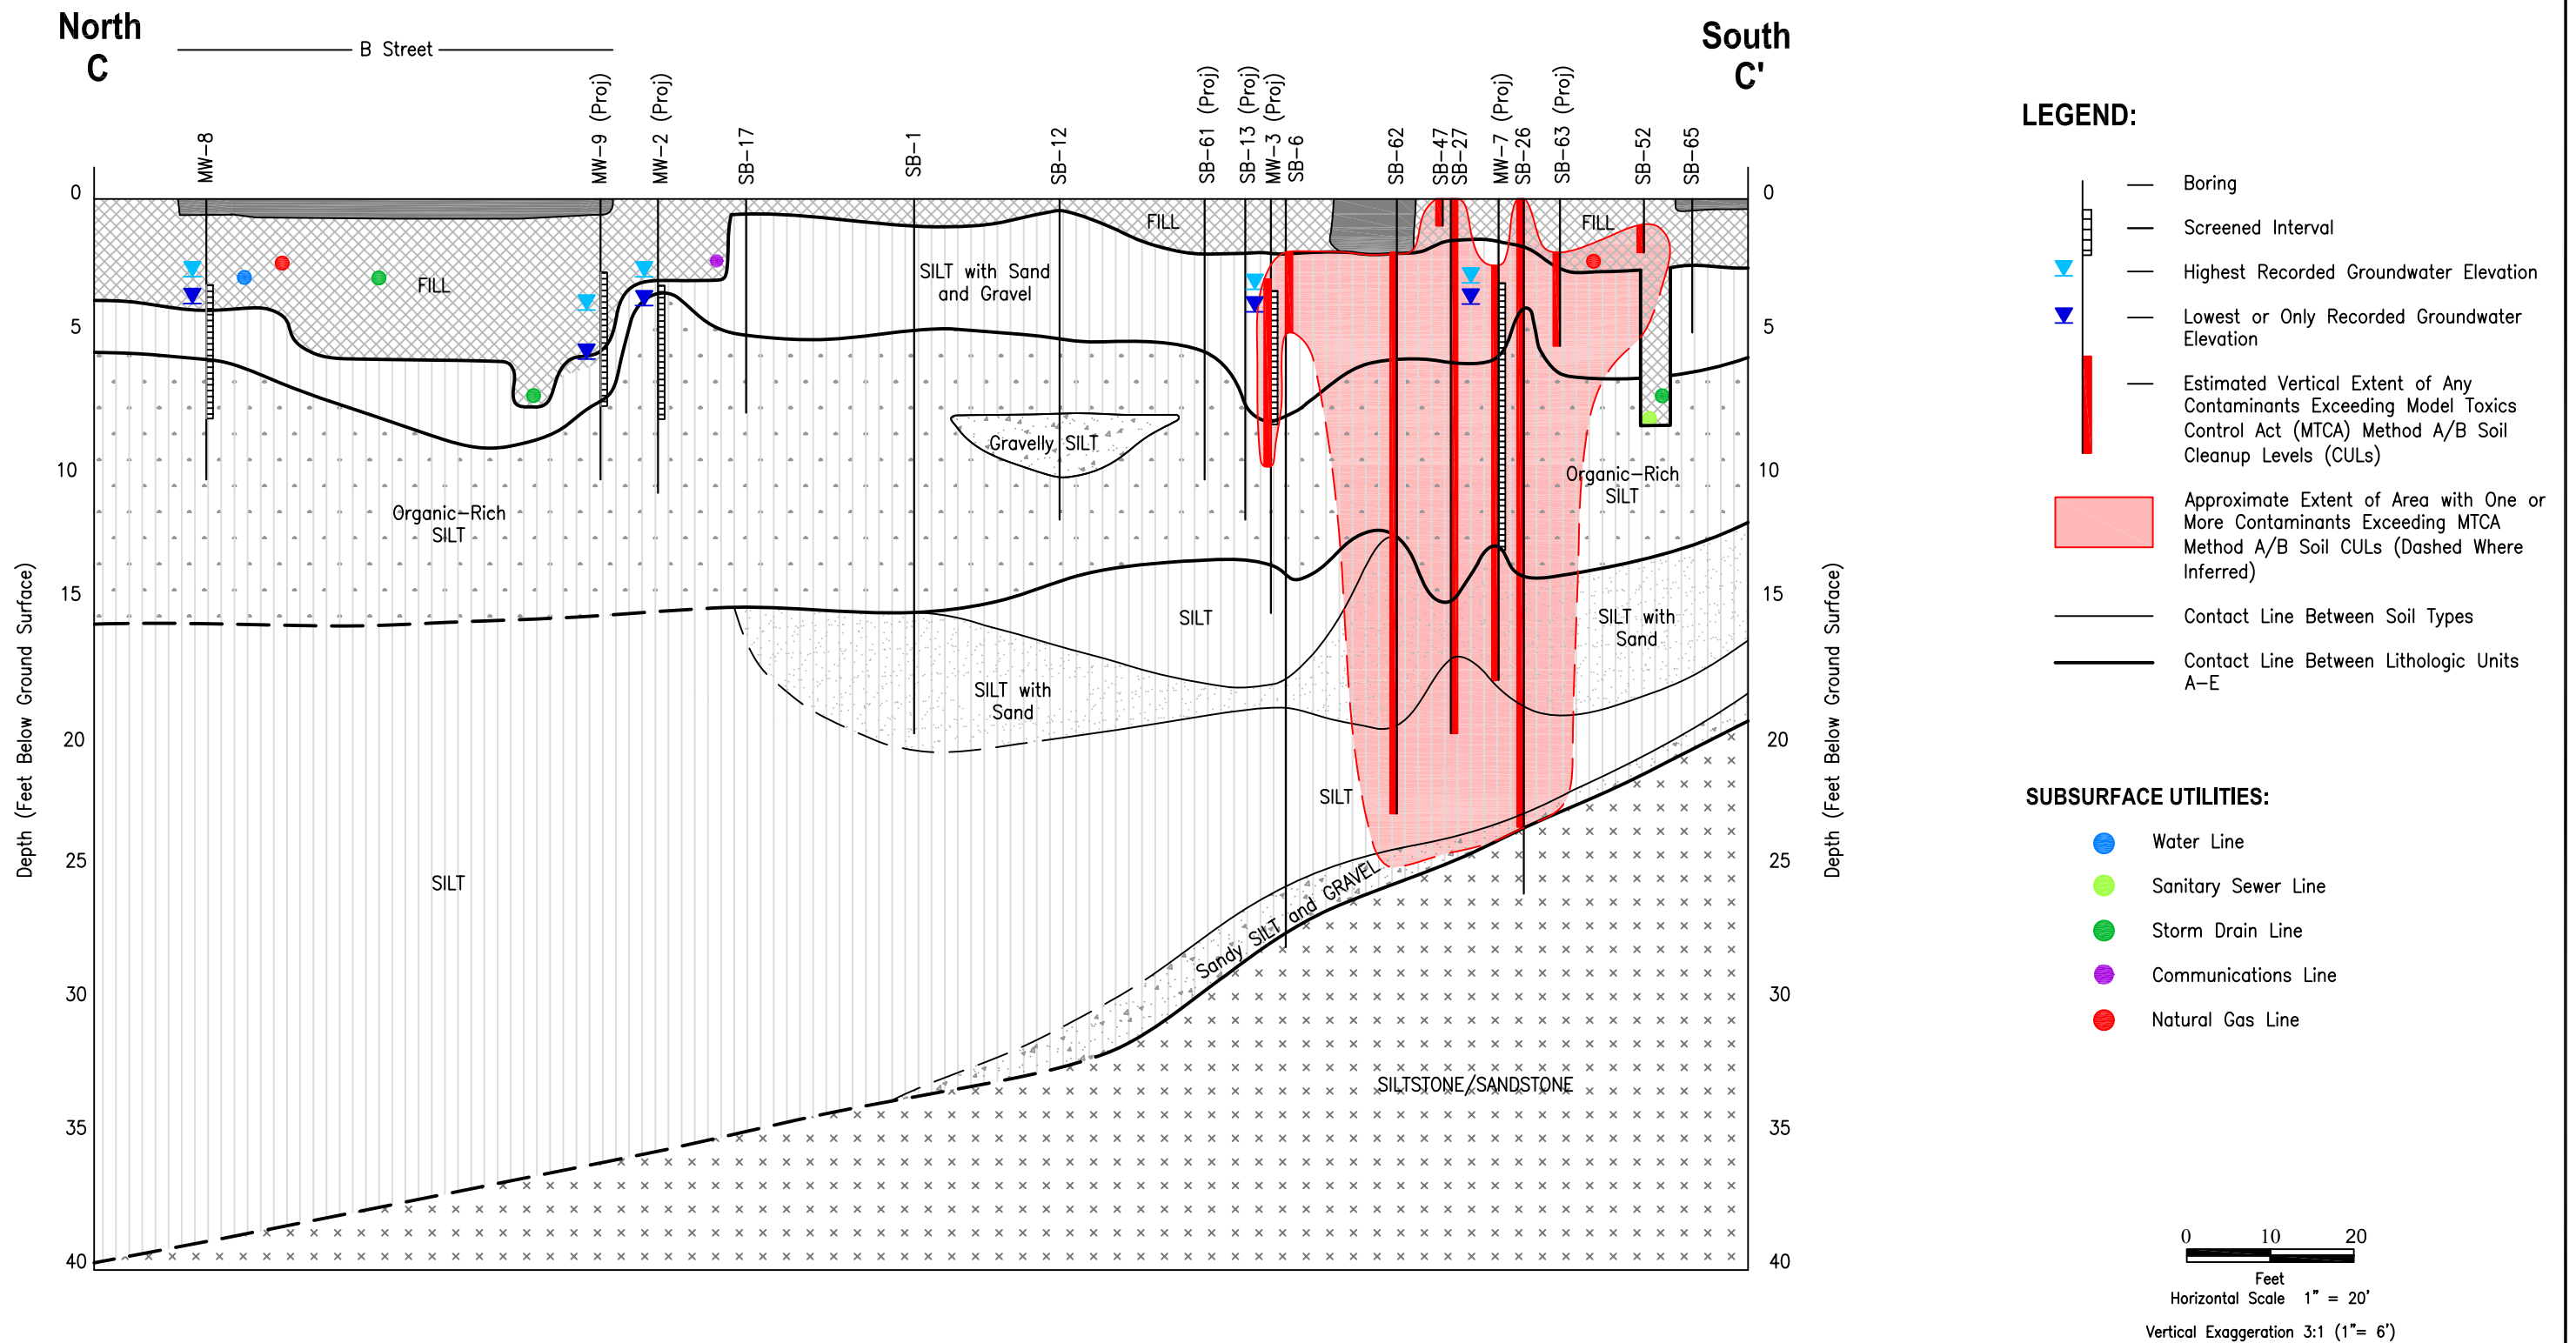 North
C
B Street
South
C'
MW-8
MW-9 (Proj)
MW-2 (Proj)
SB-17
SB-1
SB-12
SB-61 (Proj)
SB-13 (Proj)
MW-3 (Proj)
SB-6
SB-62
SB-47
SB-27
MW-7 (Proj)
SB-26
SB-63 (Proj)
SB-52
SB-65
Depth (Feet Below Ground Surface)
0
5
10
15
20
25
30
35
40
FILL
FILL
FILL
SILT with Sand
and Gravel
Gravelly SILT
Organic-Rich
SILT
Organic-Rich
SILT
SILT
SILT with
Sand
SILT with
Sand
SILT
SILT
Sandy SILT and GRAVEL
SILTSTONE/SANDSTONE
0
5
10
15
20
25
30
35
40
Depth (Feet Below Ground Surface)
LEGEND:
Boring
Screened Interval
Highest Recorded Groundwater Elevation
Lowest or Only Recorded Groundwater
Elevation
Estimated Vertical Extent of Any
Contaminants Exceeding Model Toxics
Control Act (MTCA) Method A/B Soil
Cleanup Levels (CULs)
Approximate Extent of Area with One or
More Contaminants Exceeding MTCA
Method A/B Soil CULs (Dashed Where
Inferred)
Contact Line Between Soil Types
Contact Line Between Lithologic Units
A-E
SUBSURFACE UTILITIES:
Water Line
Sanitary Sewer Line
Storm Drain Line
Communications Line
Natural Gas Line
0 10 20
Feet
Horizontal Scale 1" = 20'
Vertical Exaggeration 3:1 (1"= 6')